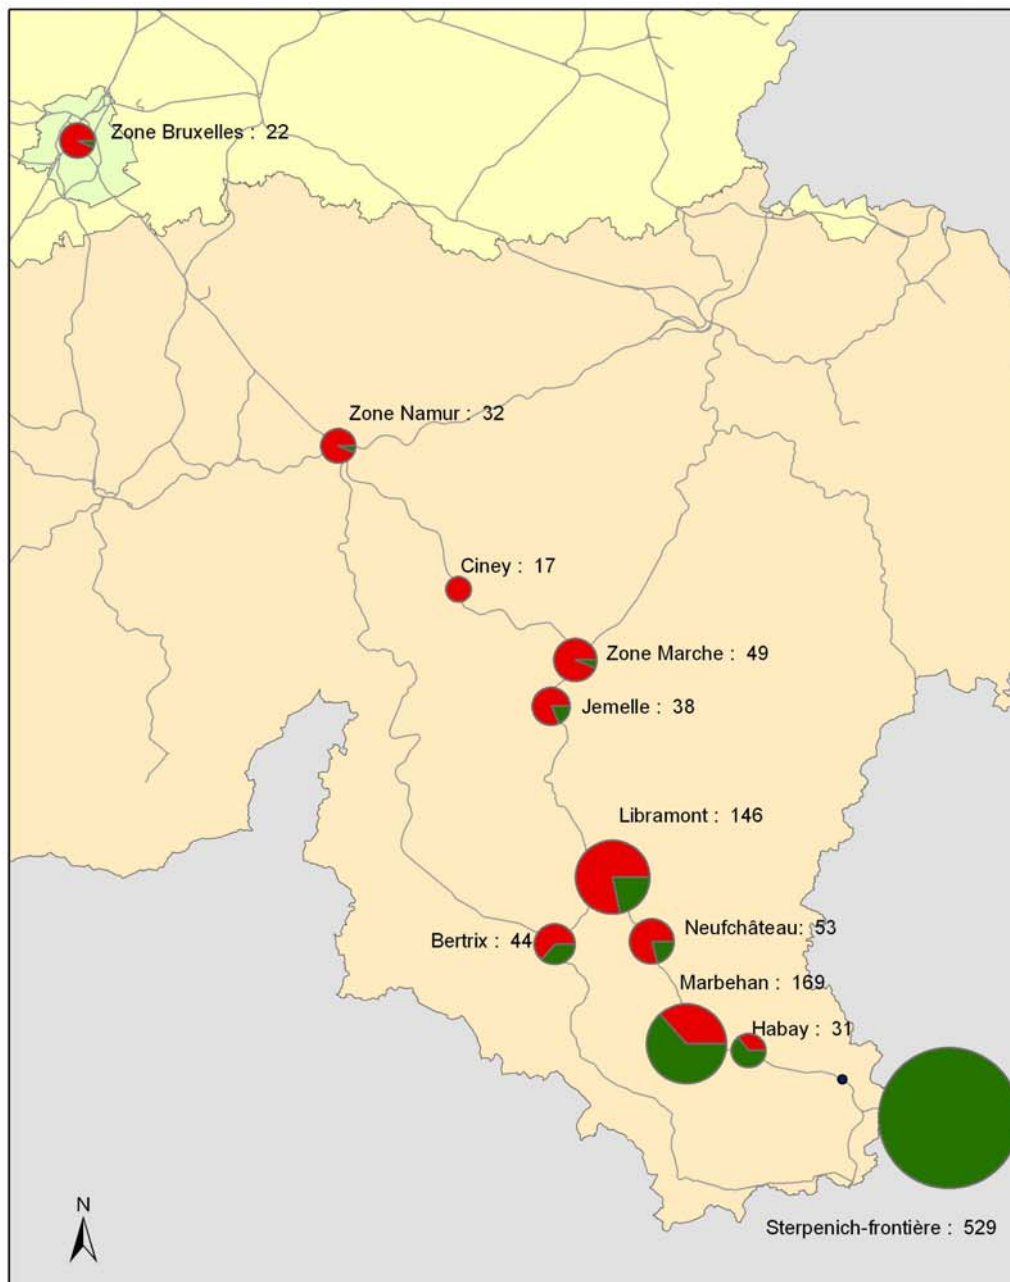 Zone Bruxelles : 22
Zone Namur : 32
Ciney : 17
Zone Marche : 49
Jemelle : 38
Libramont : 146
Neufchâteau: 53
Bertrix : 44
Marbehan : 169
Habay : 31
N
Sterpenich-frontière : 529